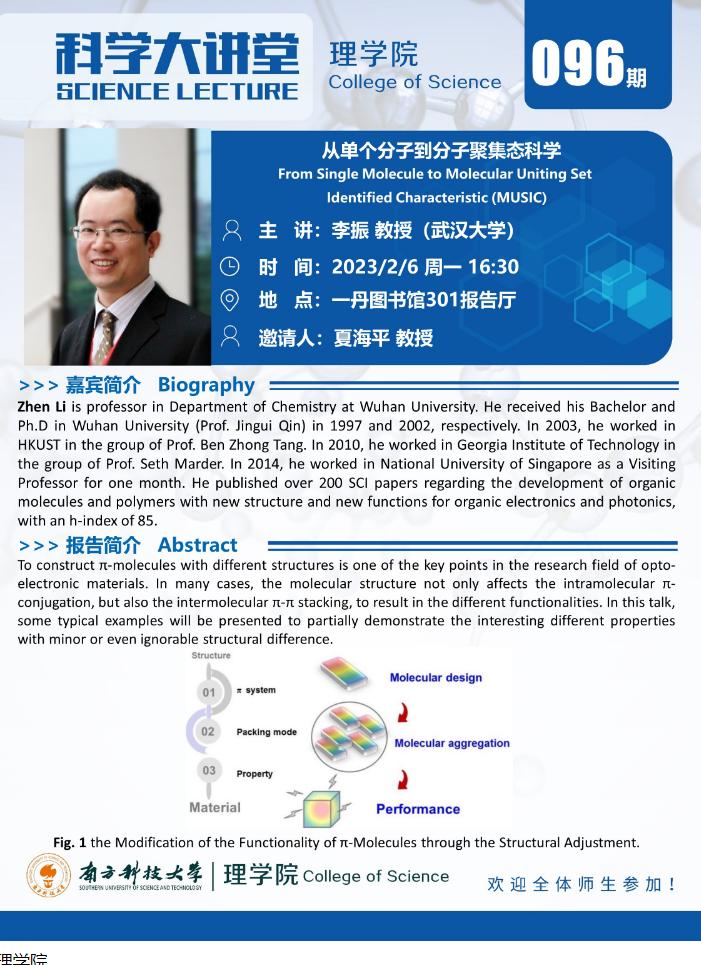 科学大讲堂
SCIENCE LECTURE
理学院
College of Science
096期
从单个分子到分子聚集态科学
From Single Molecule to Molecular Uniting Set
Identified Characteristic (MUSIC)
主 讲：李振 教授（武汉大学）
时 间：2023/2/6 周一 16:30
地 点：一丹图书馆301报告厅
邀请人：夏海平 教授
>>> 嘉宾简介 Biography
Zhen Li is professor in Department of Chemistry at Wuhan University. He received his Bachelor and
Ph.D in Wuhan University (Prof. Jingui Qin) in 1997 and 2002, respectively. In 2003, he worked in
HKUST in the group of Prof. Ben Zhong Tang. In 2010, he worked in Georgia Institute of Technology in
the group of Prof. Seth Marder. In 2014, he worked in National University of Singapore as a Visiting
Professor for one month. He published over 200 SCI papers regarding the development of organic
molecules and polymers with new structure and new functions for organic electronics and photonics,
with an h-index of 85.
>>> 报告简介 Abstract
To construct π-molecules with different structures is one of the key points in the research field of opto-
electronic materials. In many cases, the molecular structure not only affects the intramolecular π-
conjugation, but also the intermolecular π-π stacking, to result in the different functionalities. In this talk,
some typical examples will be presented to partially demonstrate the interesting different properties
with minor or even ignorable structural difference.
Structure
01 π system
02 Packing mode
03 Property
Material
Molecular design
Molecular aggregation
Performance
Fig. 1 the Modification of the Functionality of π-Molecules through the Structural Adjustment.
南方科技大学
SOUTHERN UNIVERSITY OF SCIENCE AND TECHNOLOGY
理学院 College of Science
欢迎全体师生参加！
理学院